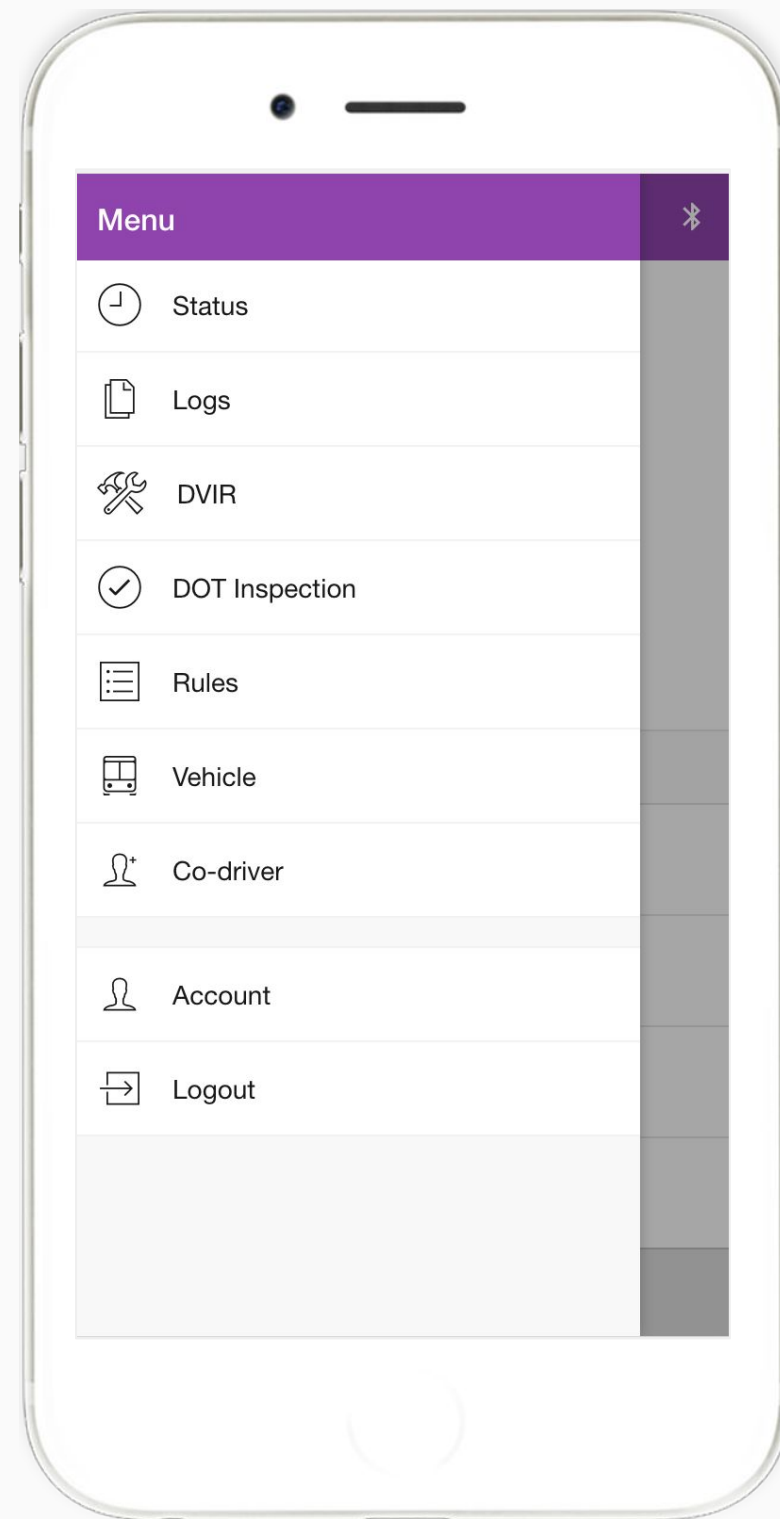 Menu
Status
Logs
DVIR
DOT Inspection
Rules
Vehicle
Co-driver
Account
Logout